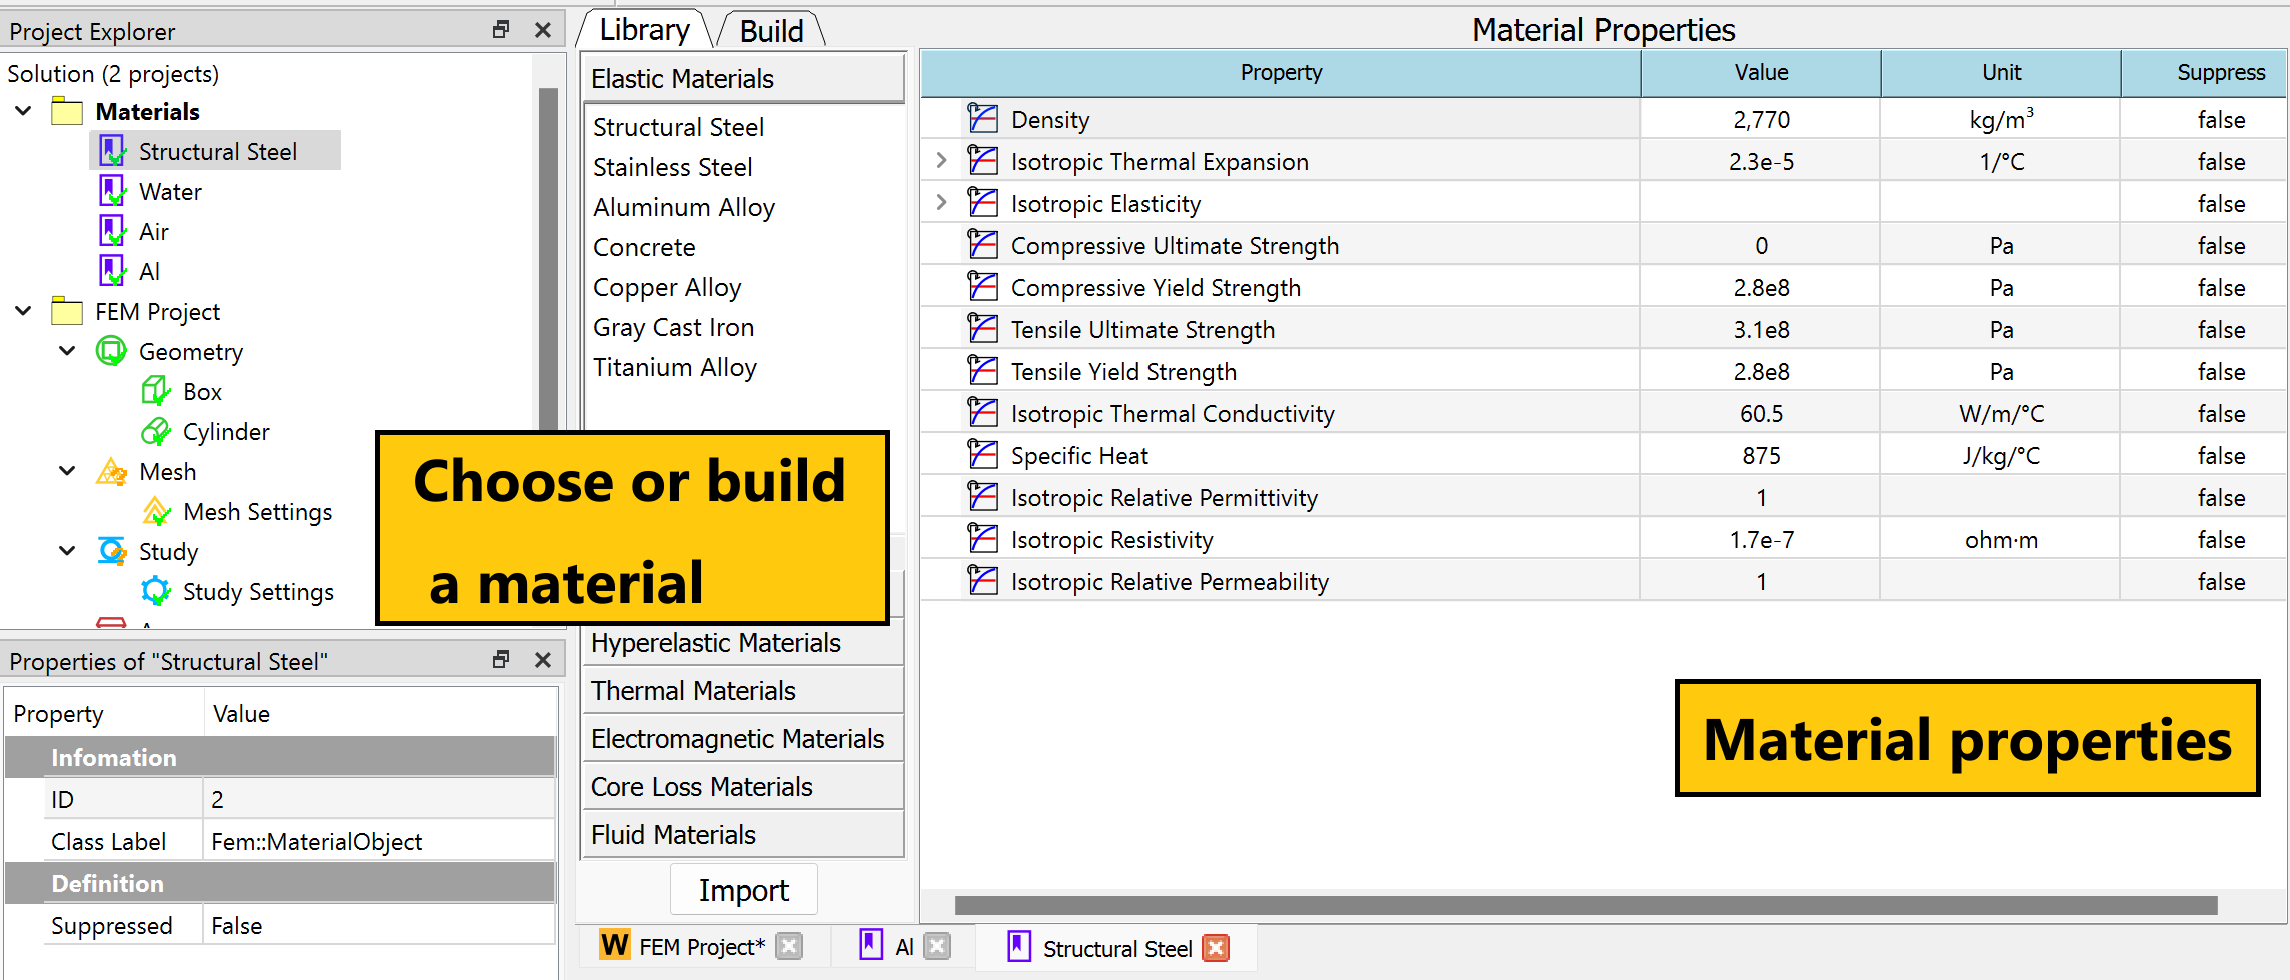 Project Explorer
Solution (2 projects)
Materials
Structural Steel
Water
Air
Al
FEM Project
Geometry
Box
Cylinder
Mesh
Mesh Settings
Study
Study Settings
Properties of "Structural Steel"
Property Value
Infomation
ID 2
Class Label Fem::MaterialObject
Definition
Suppressed False
Library Build
Elastic Materials
Structural Steel
Stainless Steel
Aluminum Alloy
Concrete
Copper Alloy
Gray Cast Iron
Titanium Alloy
Choose or build
a material
Hyperelastic Materials
Thermal Materials
Electromagnetic Materials
Core Loss Materials
Fluid Materials
Import
Material Properties
Property Value Unit Suppress
Density 2,770 kg/m³ false
Isotropic Thermal Expansion 2.3e-5 1/°C false
Isotropic Elasticity false
Compressive Ultimate Strength 0 Pa false
Compressive Yield Strength 2.8e8 Pa false
Tensile Ultimate Strength 3.1e8 Pa false
Tensile Yield Strength 2.8e8 Pa false
Isotropic Thermal Conductivity 60.5 W/m/°C false
Specific Heat 875 J/kg/°C false
Isotropic Relative Permittivity 1 false
Isotropic Resistivity 1.7e-7 ohm·m false
Isotropic Relative Permeability 1 false
Material properties
W FEM Project* Al Structural Steel